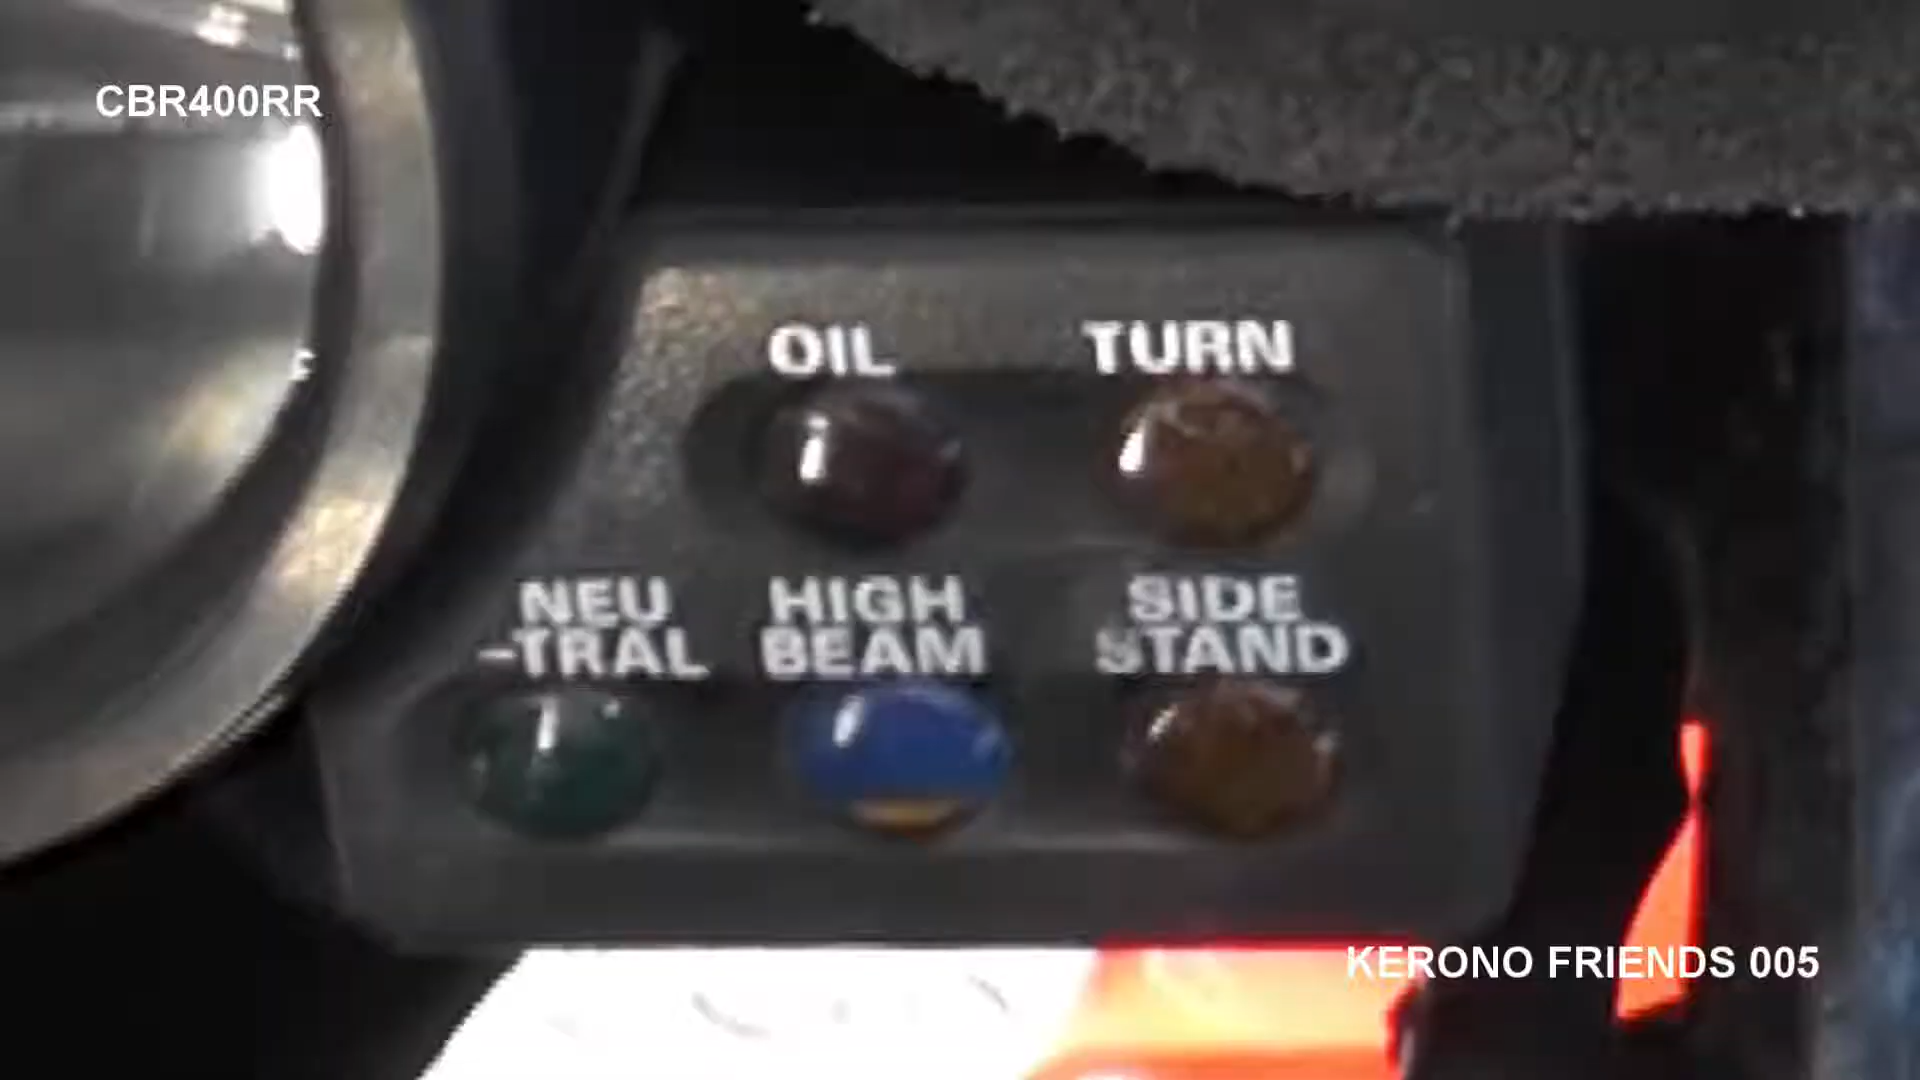 CBR400RR
OIL
TURN
NEU
-TRAL
HIGH
BEAM
SIDE
STAND
KERONO FRIENDS 005